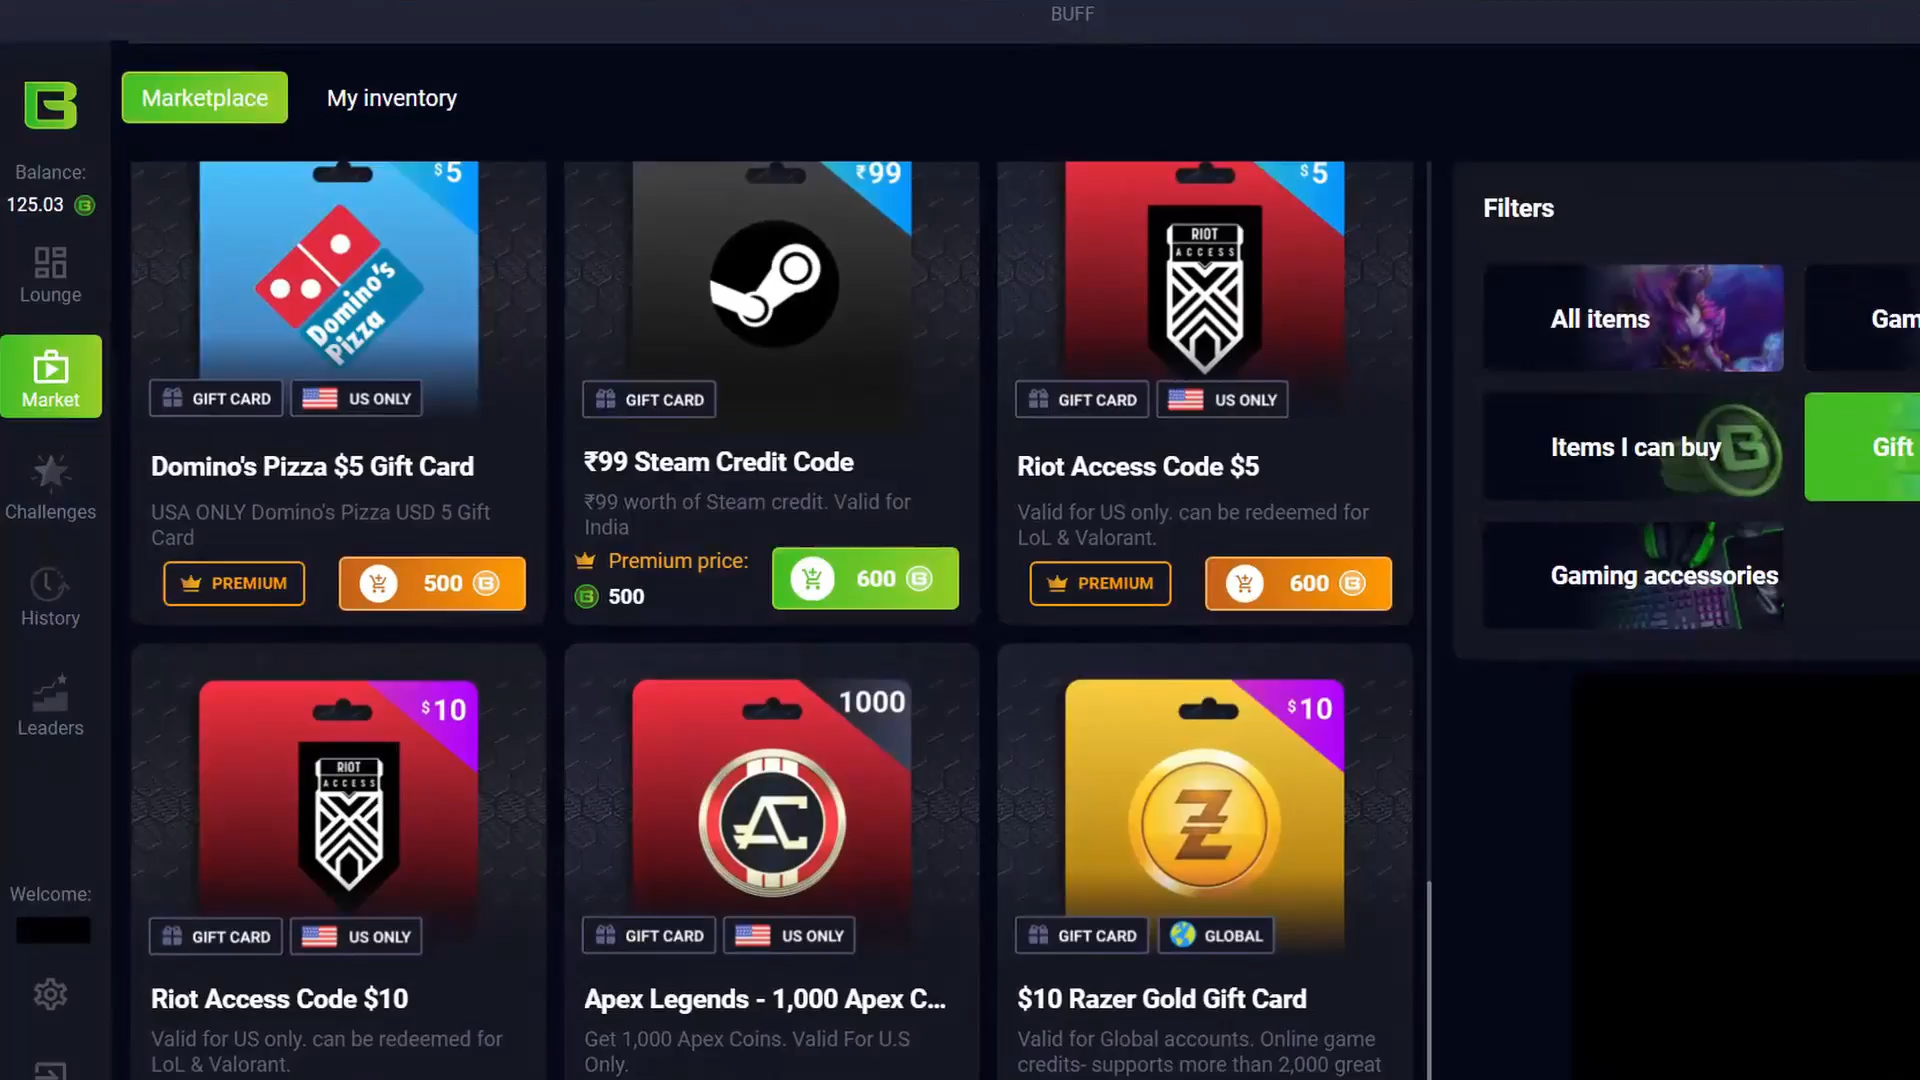 BUFF
Marketplace
My inventory
Balance:
125.03
Lounge
Market
Challenges
History
Leaders
Welcome:
$5
Domino's
Pizza
GIFT CARD
US ONLY
Domino's Pizza $5 Gift Card
USA ONLY Domino's Pizza USD 5 Gift
Card
PREMIUM
500
₹99
GIFT CARD
₹99 Steam Credit Code
₹99 worth of Steam credit. Valid for
India
Premium price:
500
600
$5
RIOT
ACCESS
GIFT CARD
US ONLY
Riot Access Code $5
Valid for US only. can be redeemed for
LoL & Valorant.
PREMIUM
600
$10
RIOT
ACCESS
GIFT CARD
US ONLY
Riot Access Code $10
Valid for US only. can be redeemed for
LoL & Valorant.
1000
GIFT CARD
US ONLY
Apex Legends - 1,000 Apex C...
Get 1,000 Apex Coins. Valid For U.S
Only.
$10
GIFT CARD
GLOBAL
$10 Razer Gold Gift Card
Valid for Global accounts. Online game
credits- supports more than 2,000 great
Filters
All items
Gam
Items I can buy
Gift
Gaming accessories